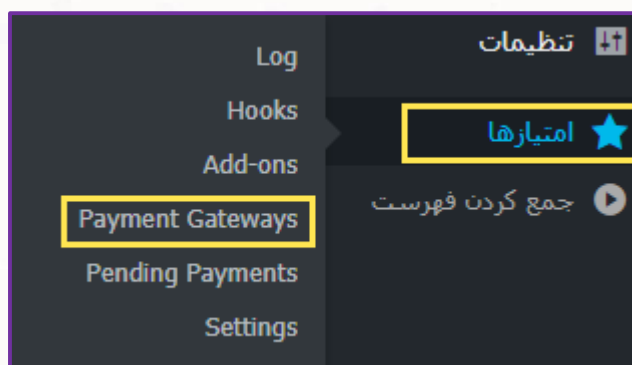 تنظیمات
امتیازها
جمع کردن فهرست
Log
Hooks
Add-ons
Payment Gateways
Pending Payments
Settings